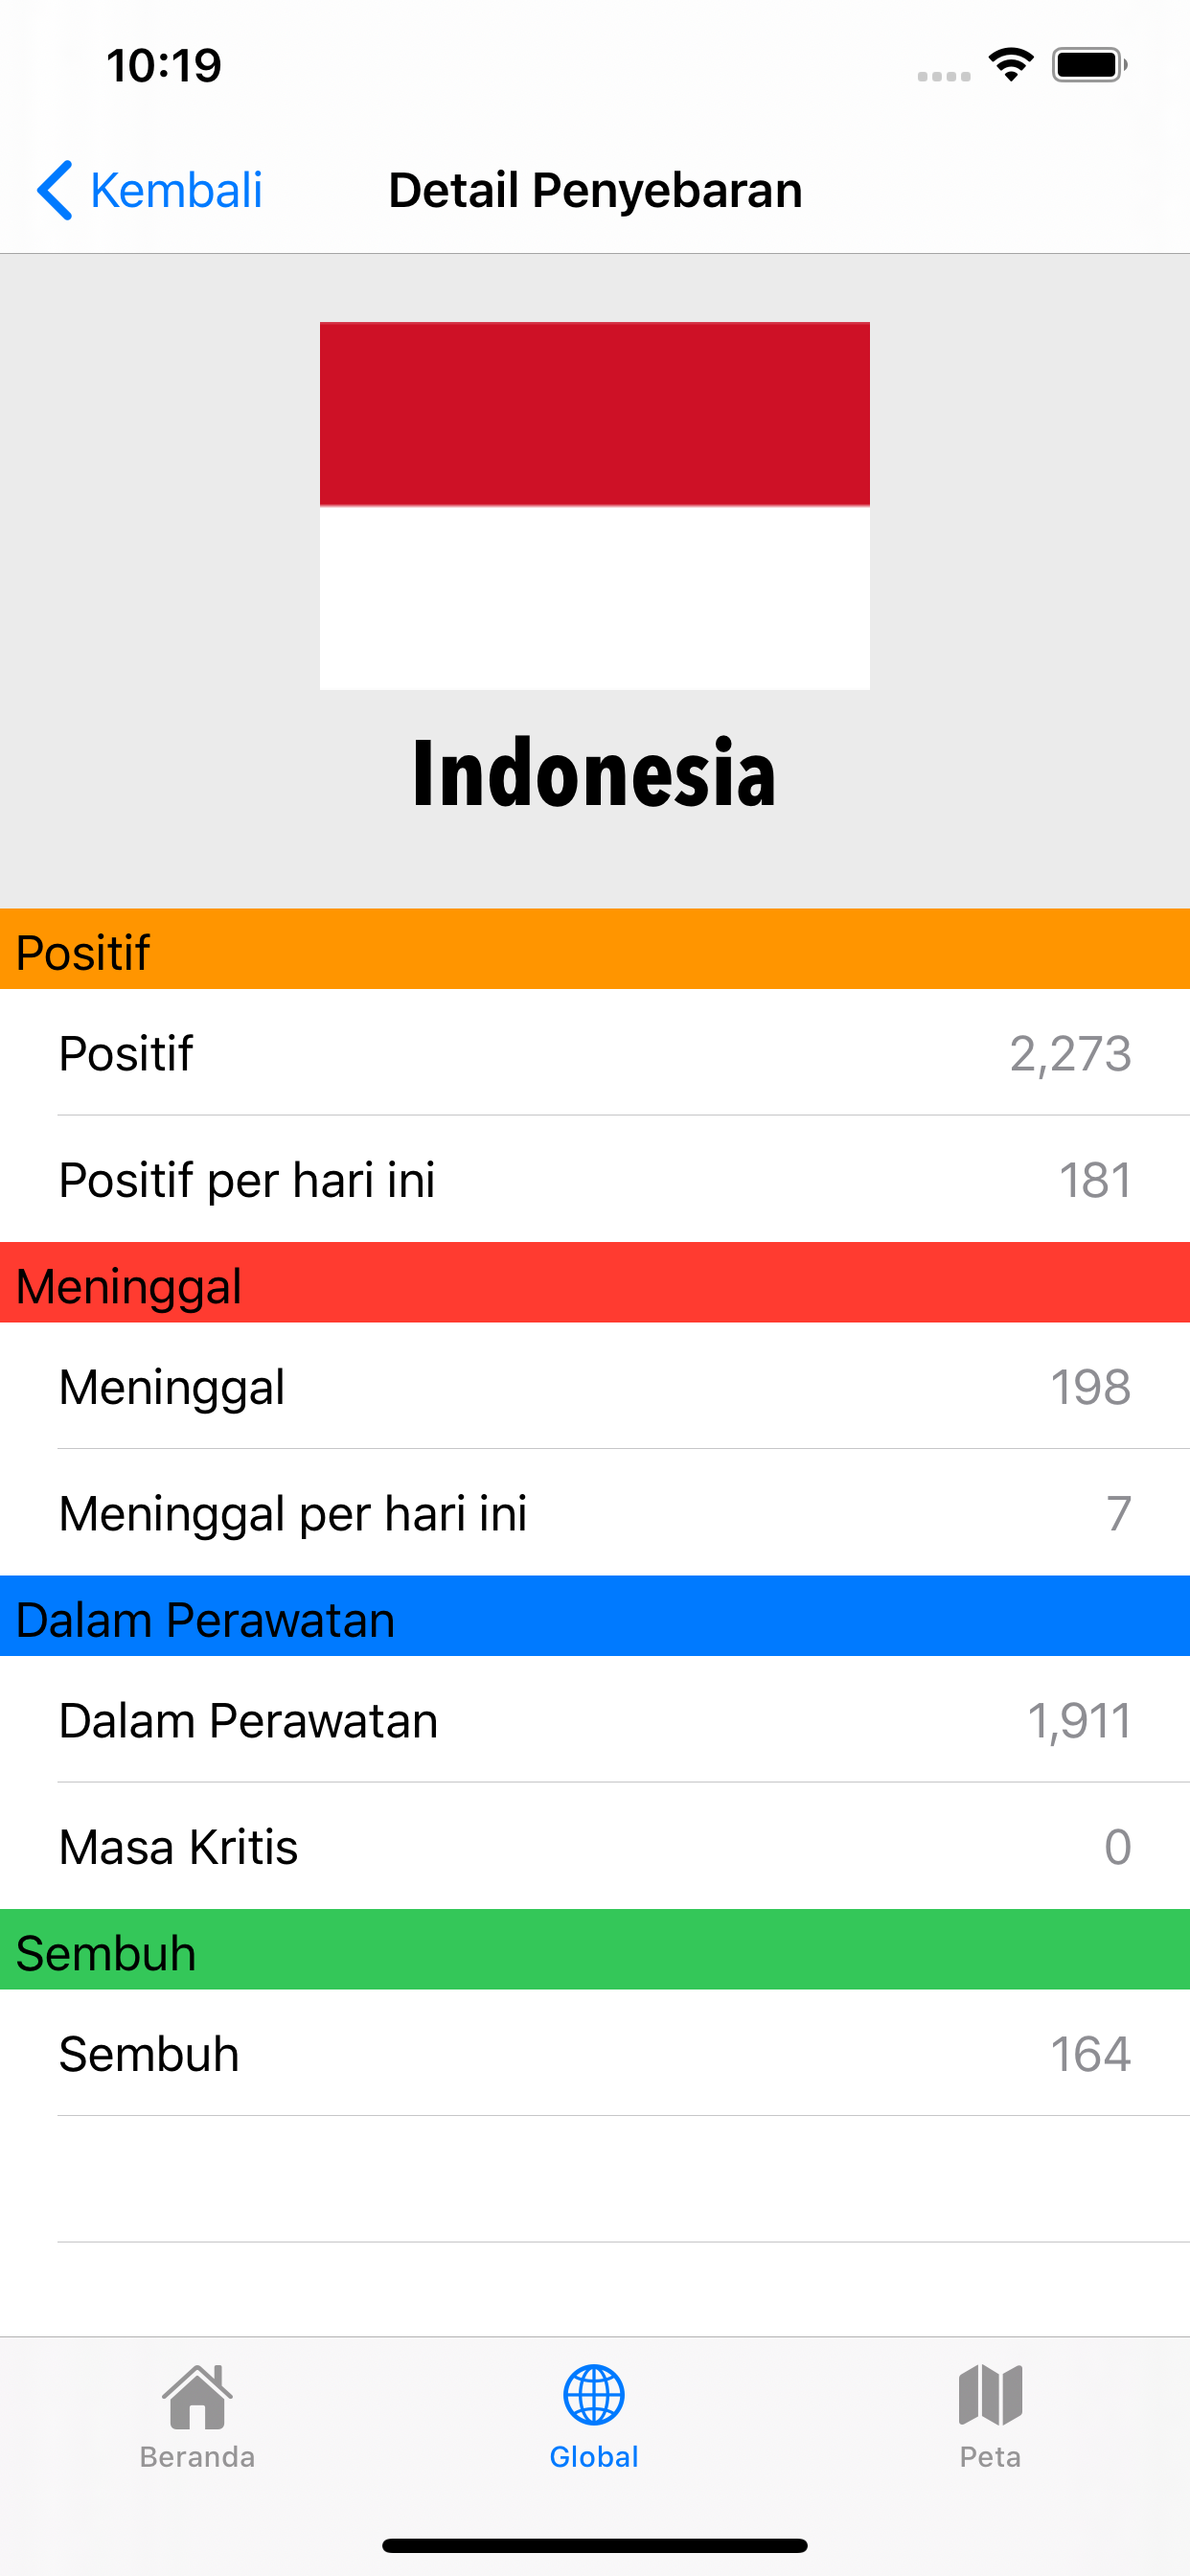 10:19
Kembali Detail Penyebaran
Indonesia
Positif
Positif 2,273
Positif per hari ini 181
Meninggal
Meninggal 198
Meninggal per hari ini 7
Dalam Perawatan
Dalam Perawatan 1,911
Masa Kritis 0
Sembuh
Sembuh 164
Beranda Global Peta